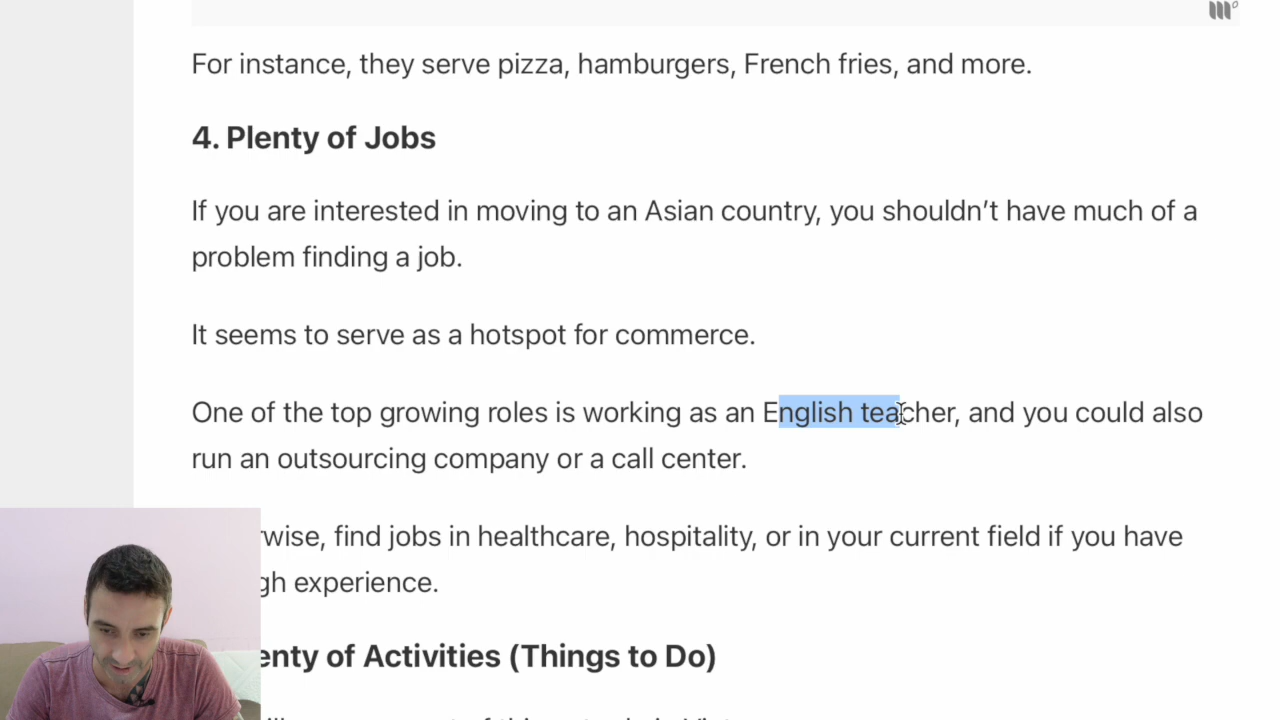 For instance, they serve pizza, hamburgers, French fries, and more.
4. Plenty of Jobs
If you are interested in moving to an Asian country, you shouldn’t have much of a
problem finding a job.
It seems to serve as a hotspot for commerce.
One of the top growing roles is working as an English teacher, and you could also
run an outsourcing company or a call center.
wise, find jobs in healthcare, hospitality, or in your current field if you have
gh experience.
enty of Activities (Things to Do)